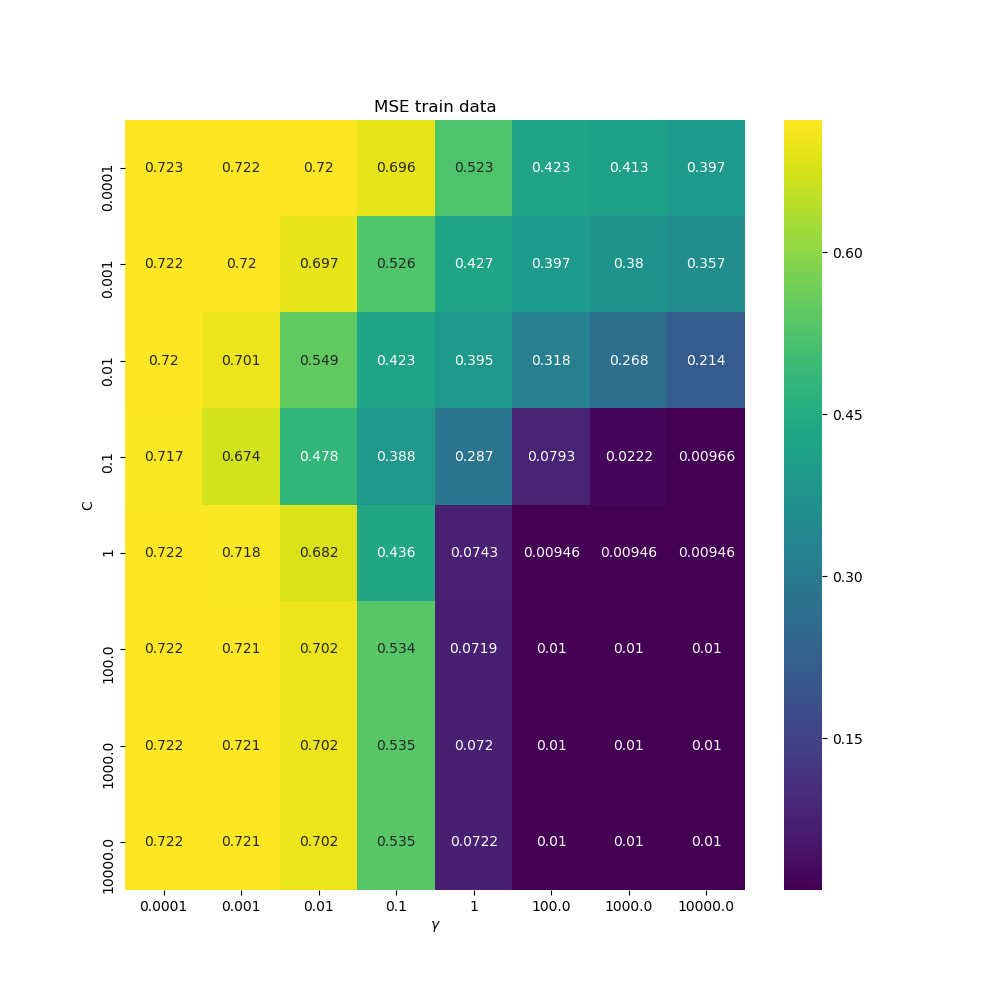 MSE train data
0.0001 0.723 0.722 0.72 0.696 0.523 0.423 0.413 0.397
0.001 0.722 0.72 0.697 0.526 0.427 0.397 0.38 0.357
0.01 0.72 0.701 0.549 0.423 0.395 0.318 0.268 0.214
0.1 0.717 0.674 0.478 0.388 0.287 0.0793 0.0222 0.00966
C
1 0.722 0.718 0.682 0.436 0.0743 0.00946 0.00946 0.00946
100.0 0.722 0.721 0.702 0.534 0.0719 0.01 0.01 0.01
1000.0 0.722 0.721 0.702 0.535 0.072 0.01 0.01 0.01
10000.0 0.722 0.721 0.702 0.535 0.0722 0.01 0.01 0.01
0.0001 0.001 0.01 0.1 1 100.0 1000.0 10000.0
γ
0.60
0.45
0.30
0.15